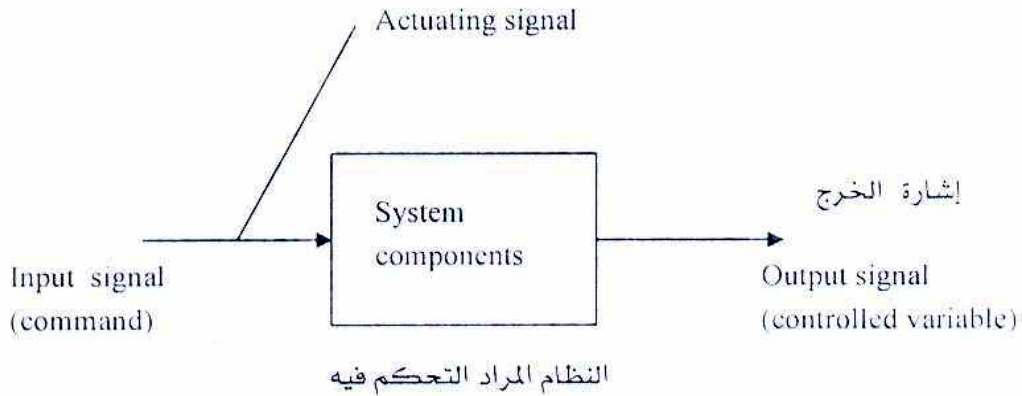 Actuating signal
System
components
إشارة الخرج
Input signal
(command)
Output signal
(controlled variable)
النظام المراد التحكم فيه